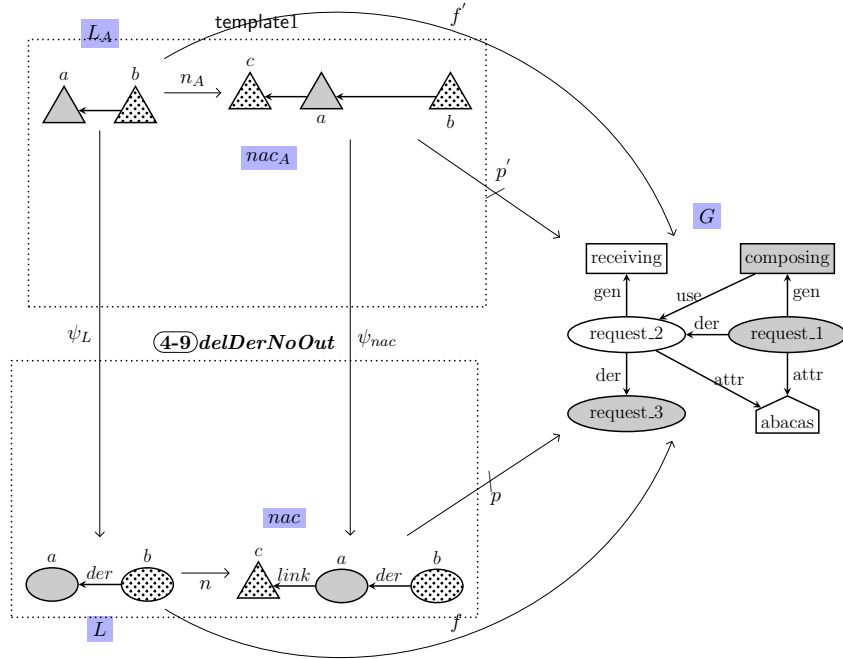 f'
template1
L_A
a
b
n_A
c
a
b
nac_A
p'
G
receiving
composing
gen
use
gen
request_2
der
request_1
ψ_L
4-9 delDerNoOut
ψ_nac
der
attr
attr
request_3
abacas
p
nac
a
der
b
n
c
link
a
der
b
L
f